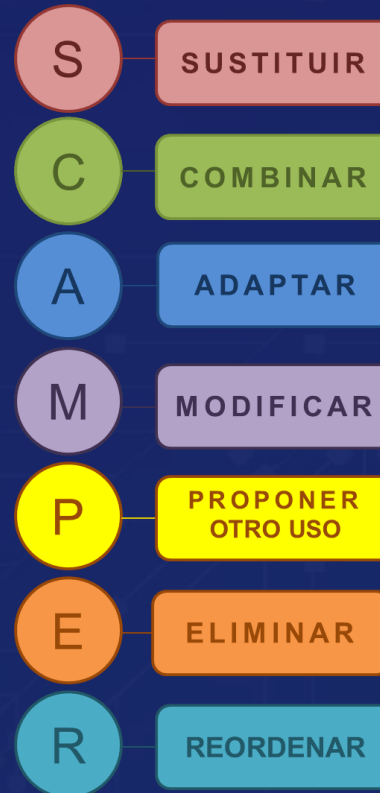 S SUSTITUIR
C COMBINAR
A ADAPTAR
M MODIFICAR
P PROPONER
OTRO USO
E ELIMINAR
R REORDENAR